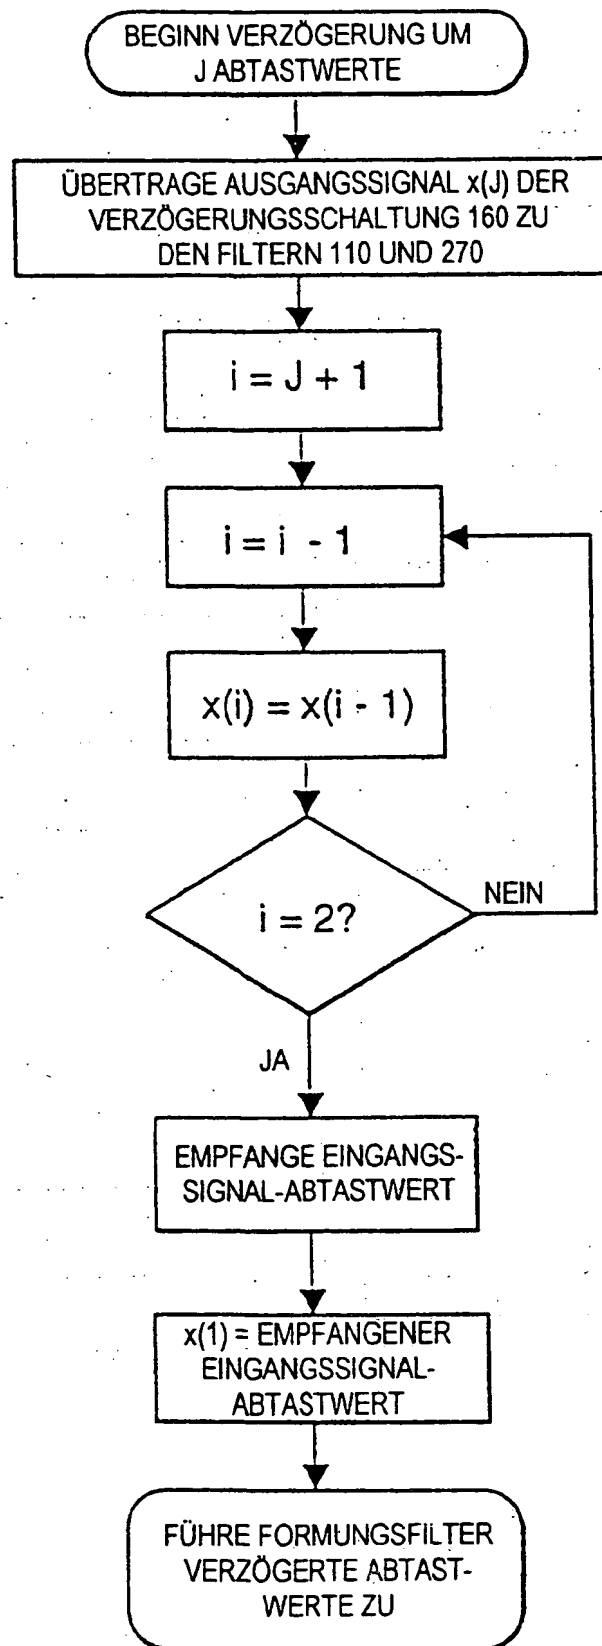 BEGINN VERZÖGERUNG UM
J ABTASTWERTE
ÜBERTRAGE AUSGANGSSIGNAL x(J) DER
VERZÖGERUNGSSCHALTUNG 160 ZU
DEN FILTERN 110 UND 270
i = J + 1
i = i - 1
x(i) = x(i - 1)
i = 2?
NEIN
JA
EMPFANGE EINGANGS-
SIGNAL-ABTASTWERT
x(1) = EMPFANGENER
EINGANGSSIGNAL-
ABTASTWERT
FÜHRE FORMUNGSFILTER
VERZÖGERTE ABTAST-
WERTE ZU